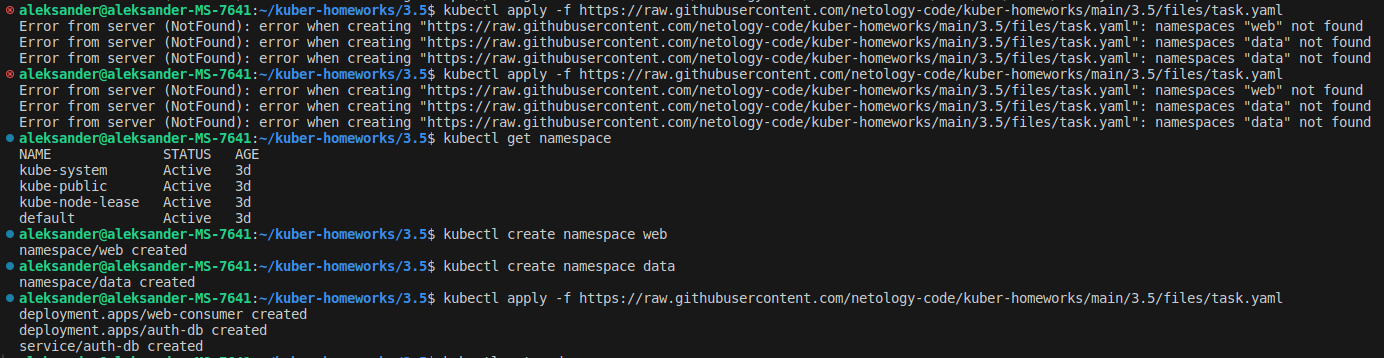 aleksander@aleksander-MS-7641:~/kuber-homeworks/3.5$ kubectl apply -f https://raw.githubusercontent.com/netology-code/kuber-homeworks/main/3.5/files/task.yaml
Error from server (NotFound): error when creating "https://raw.githubusercontent.com/netology-code/kuber-homeworks/main/3.5/files/task.yaml": namespaces "web" not found
Error from server (NotFound): error when creating "https://raw.githubusercontent.com/netology-code/kuber-homeworks/main/3.5/files/task.yaml": namespaces "data" not found
Error from server (NotFound): error when creating "https://raw.githubusercontent.com/netology-code/kuber-homeworks/main/3.5/files/task.yaml": namespaces "data" not found
aleksander@aleksander-MS-7641:~/kuber-homeworks/3.5$ kubectl apply -f https://raw.githubusercontent.com/netology-code/kuber-homeworks/main/3.5/files/task.yaml
Error from server (NotFound): error when creating "https://raw.githubusercontent.com/netology-code/kuber-homeworks/main/3.5/files/task.yaml": namespaces "web" not found
Error from server (NotFound): error when creating "https://raw.githubusercontent.com/netology-code/kuber-homeworks/main/3.5/files/task.yaml": namespaces "data" not found
Error from server (NotFound): error when creating "https://raw.githubusercontent.com/netology-code/kuber-homeworks/main/3.5/files/task.yaml": namespaces "data" not found
aleksander@aleksander-MS-7641:~/kuber-homeworks/3.5$ kubectl get namespace
NAME              STATUS   AGE
kube-system       Active   3d
kube-public       Active   3d
kube-node-lease   Active   3d
default           Active   3d
aleksander@aleksander-MS-7641:~/kuber-homeworks/3.5$ kubectl create namespace web
namespace/web created
aleksander@aleksander-MS-7641:~/kuber-homeworks/3.5$ kubectl create namespace data
namespace/data created
aleksander@aleksander-MS-7641:~/kuber-homeworks/3.5$ kubectl apply -f https://raw.githubusercontent.com/netology-code/kuber-homeworks/main/3.5/files/task.yaml
deployment.apps/web-consumer created
deployment.apps/auth-db created
service/auth-db created